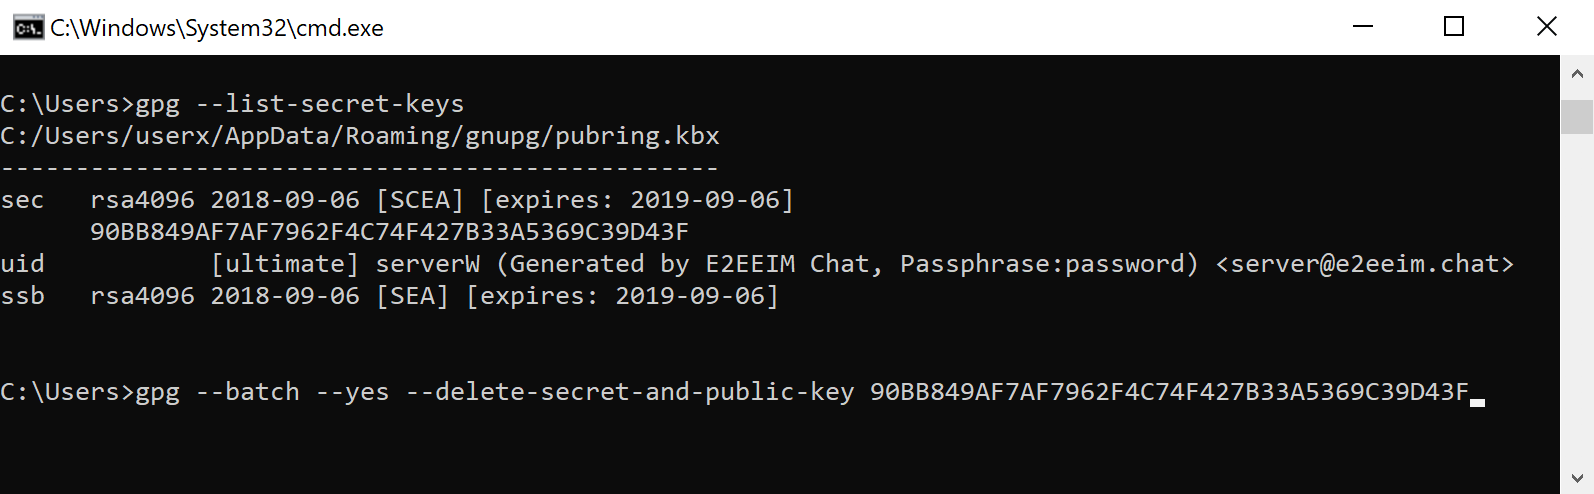 C:\Windows\System32\cmd.exe
C:\Users>gpg --list-secret-keys
C:/Users/userx/AppData/Roaming/gnupg/pubring.kbx
------------------------------------------------
sec   rsa4096 2018-09-06 [SCEA] [expires: 2019-09-06]
      90BB849AF7AF7962F4C74F427B33A5369C39D43F
uid           [ultimate] serverW (Generated by E2EEIM Chat, Passphrase:password) <server@e2eeim.chat>
ssb   rsa4096 2018-09-06 [SEA] [expires: 2019-09-06]
C:\Users>gpg --batch --yes --delete-secret-and-public-key 90BB849AF7AF7962F4C74F427B33A5369C39D43F